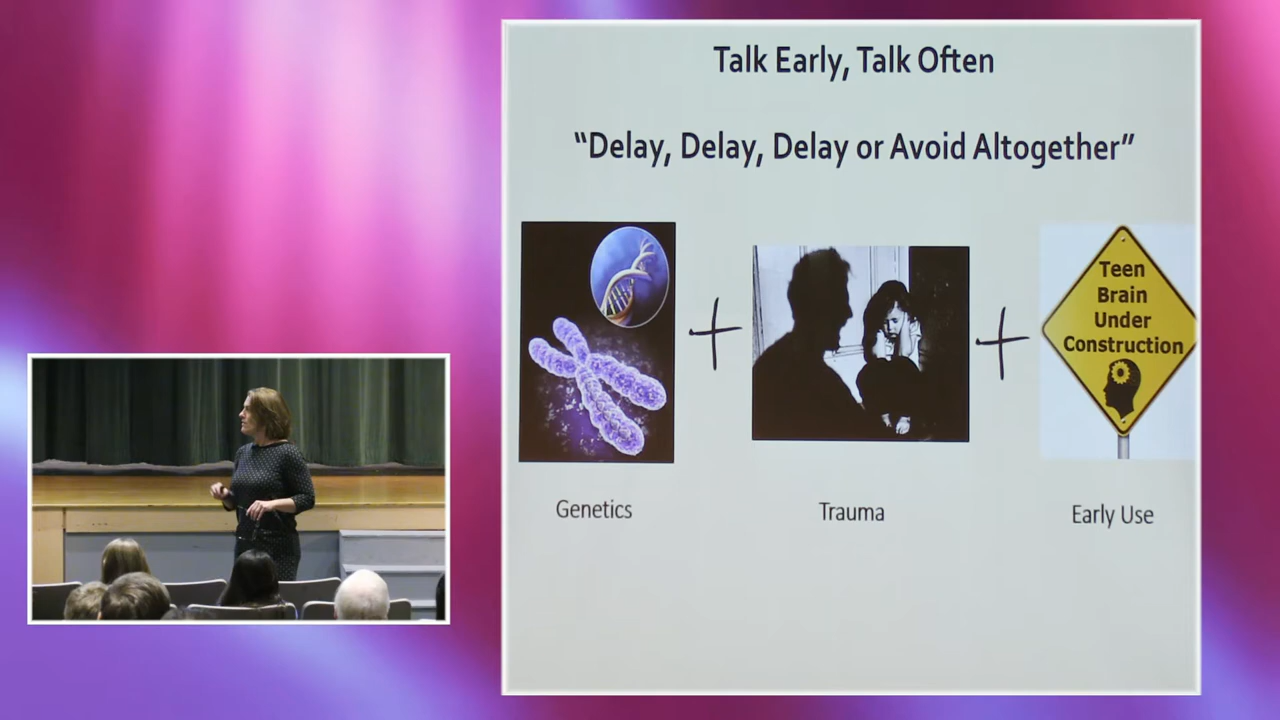 Talk Early, Talk Often
“Delay, Delay, Delay or Avoid Altogether”
Teen
Brain
Under
Construction
+
+
Genetics
Trauma
Early Use